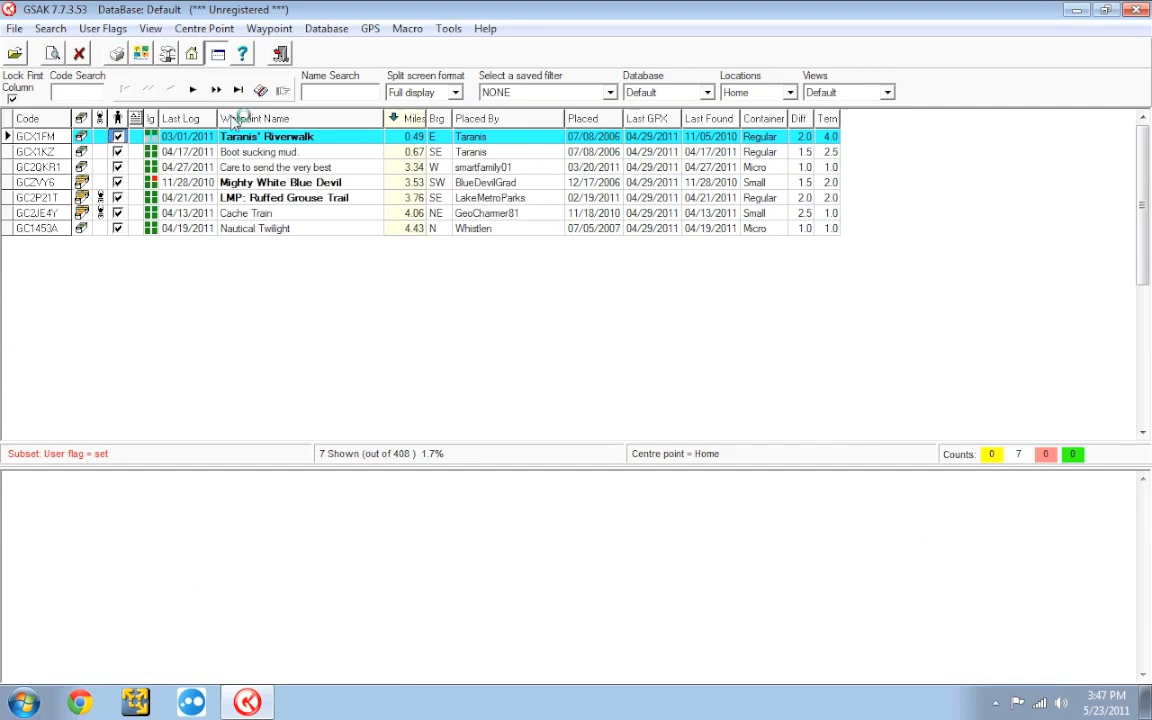 GSAK 7.7.3.53 DataBase: Default (*** Unregistered ***)
File Search User Flags View Centre Point Waypoint Database GPS Macro Tools Help
Lock First Column Code Search Name Search Split screen format Select a saved filter Database Locations Views
Full display NONE Default Home Default
Code lg Last Log Waypoint Name Miles Brg Placed By Placed Last GPX Last Found Container Diff Terr
GCX1FM 03/01/2011 Taranis' Riverwalk 0.49 E Taranis 07/08/2006 04/29/2011 11/05/2010 Regular 2.0 4.0
GCX1KZ 04/17/2011 Boot sucking mud. 0.67 SE Taranis 07/08/2006 04/29/2011 04/17/2011 Regular 1.5 2.5
GC2QKR1 04/27/2011 Care to send the very best 3.34 W smartfamily01 03/20/2011 04/29/2011 04/27/2011 Micro 1.0 1.0
GCZVY6 11/28/2010 Mighty White Blue Devil 3.53 SW BlueDevilGrad 12/17/2006 04/29/2011 11/28/2010 Small 1.5 2.0
GC2P21T 04/21/2011 LMP: Ruffed Grouse Trail 3.76 SE LakeMetroParks 02/19/2011 04/29/2011 04/21/2011 Regular 2.0 2.0
GC2JE4Y 04/13/2011 Cache Train 4.06 NE GeoCharmer81 11/18/2010 04/29/2011 04/13/2011 Small 2.5 1.0
GC1453A 04/19/2011 Nautical Twilight 4.43 N Whistlen 07/05/2007 04/29/2011 04/19/2011 Micro 1.0 1.0
Subset: User flag = set 7 Shown (out of 408 ) 1.7% Centre point = Home Counts: 0 7 0 0
3:47 PM
5/23/2011